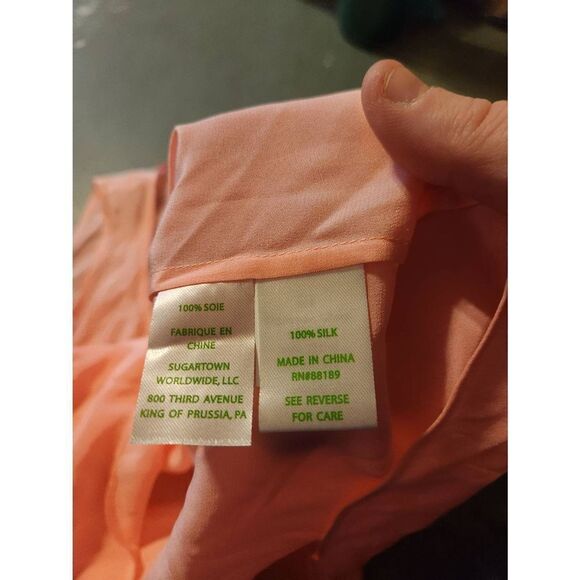 100% SOIE
FABRIQUE EN
CHINE
SUGARTOWN
WORLDWIDE, LLC
800 THIRD AVENUE
KING OF PRUSSIA, PA
100% SILK
MADE IN CHINA
RN#88189
SEE REVERSE
FOR CARE